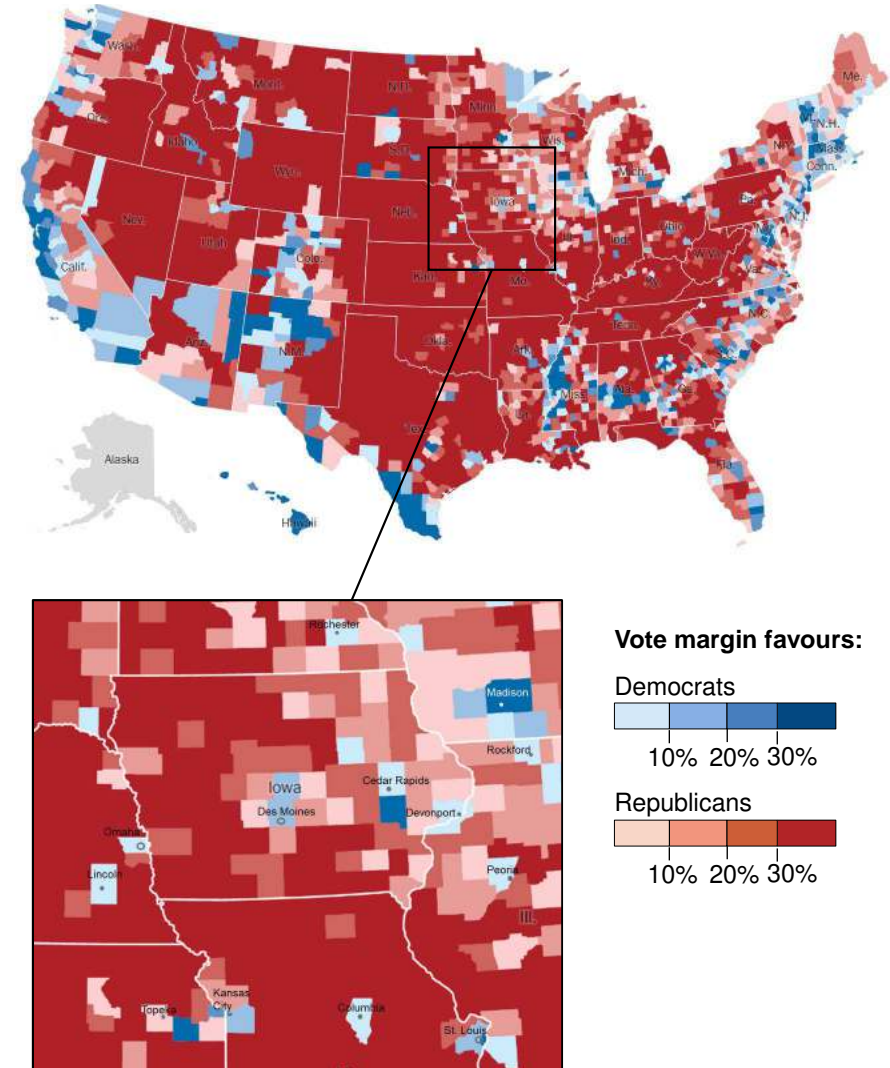 Wash.
Mont.
N.D.
Minn.
Me.
Ore.
Idaho
S.D.
Wis.
Mich.
N.Y.
Vt.
N.H.
Mass.
Conn.
Wyo.
Iowa
Pa.
N.J.
Nev.
Utah
Neb.
Ill.
Ind.
Ohio
Md.
Calif.
Colo.
Kan.
Mo.
W.Va.
Va.
Ky.
Ariz.
N.M.
Okla.
Ark.
Tenn.
N.C.
S.C.
Tex.
La.
Miss.
Ala.
Ga.
Fla.
Alaska
Hawaii
Rochester
Madison
Rockford
Iowa
Cedar Rapids
Des Moines
Devonport
Omaha
Lincoln
Peoria
Ill.
Kansas
City
Topeka
Columbia
St. Louis
Vote margin favours:
Democrats
10% 20% 30%
Republicans
10% 20% 30%